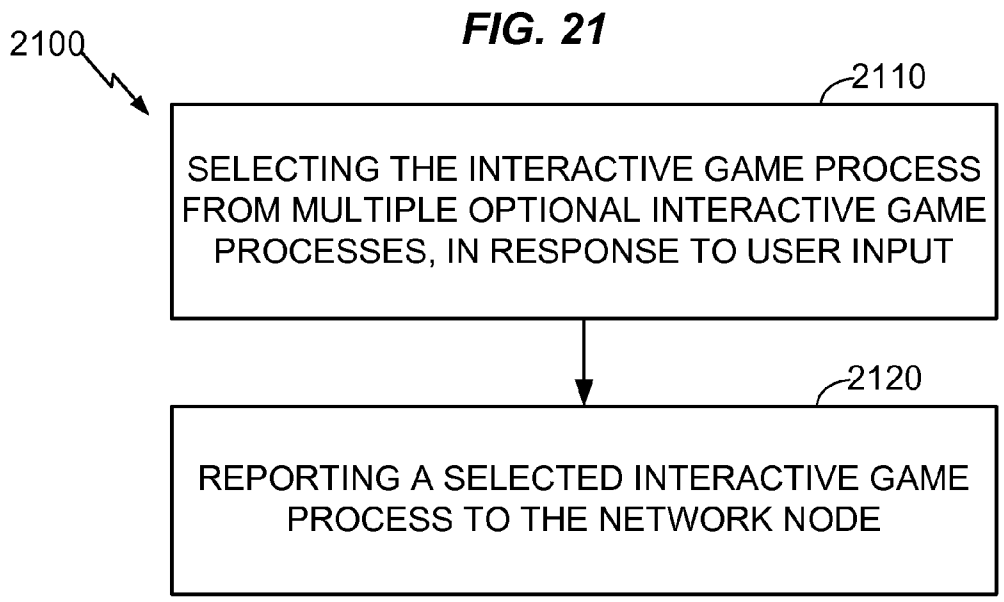 FIG. 21
2100
2110
SELECTING THE INTERACTIVE GAME PROCESS
FROM MULTIPLE OPTIONAL INTERACTIVE GAME
PROCESSES, IN RESPONSE TO USER INPUT
2120
REPORTING A SELECTED INTERACTIVE GAME
PROCESS TO THE NETWORK NODE